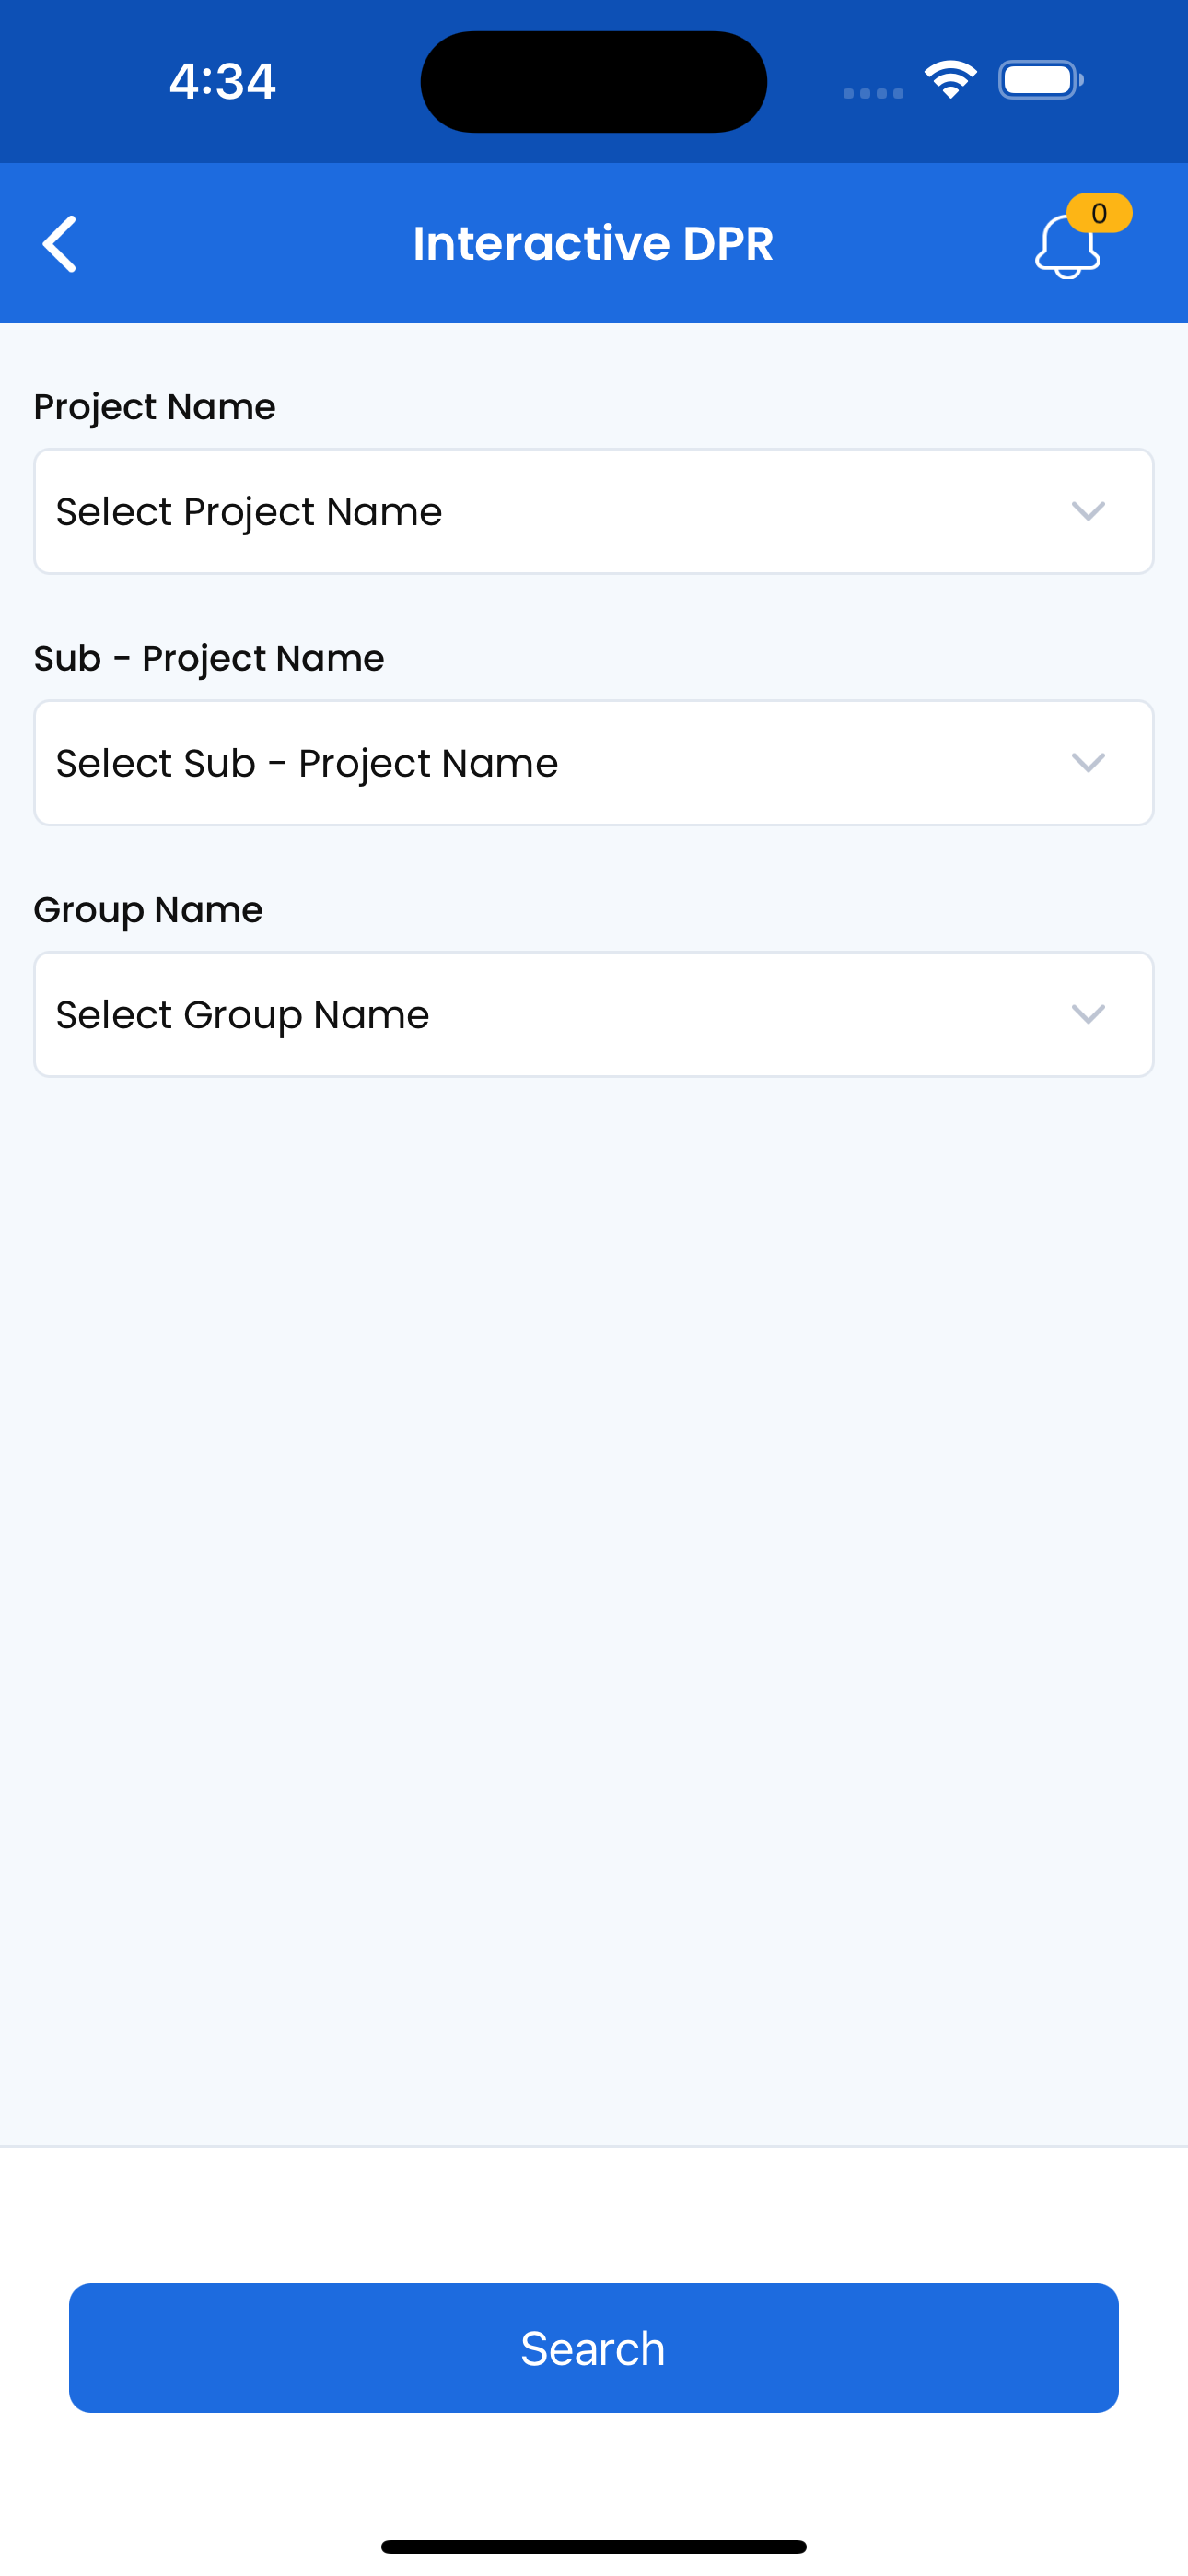 4:34
Interactive DPR
0
Project Name
Select Project Name
Sub - Project Name
Select Sub - Project Name
Group Name
Select Group Name
Search